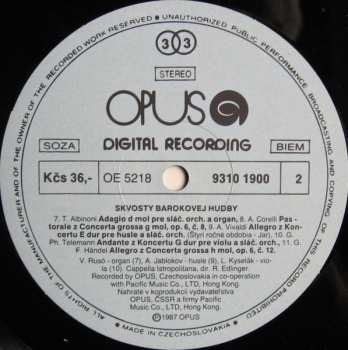 ALL RIGHTS OF THE MANUFACTURER AND OF THE OWNER OF THE RECORDED WORK RESERVED • UNAUTHORIZED PUBLIC PERFORMANCE BROADCASTING AND COPYING OF THIS RECORD PROHIBITED
33
STEREO
OPUS
SOZA
DIGITAL RECORDING
BIEM
Kčs 36,-
OE 5218
9310 1900
2
SKVOSTY BAROKOVEJ HUDBY
7. T. Albinoni Adagio d mol pre sláč. orch. a organ, 8. A. Corelli Pas-
torale z Concerta grossa g mol, op. 6, č. 8, 9. A. Vivaldi Allegro z Kon-
certu E dur pre husle a sláč. orch. (Štyri ročné obdobia - Jar), 10. G.
Ph. Telemann Andante z Koncertu G dur pre violu a sláč. orch., 11. G.
F. Händel Allegro z Concerta grossa h mol, op. 6, č. 12.
V. Rusó - organ (7), A. Jablokov - husle (9), L. Kyselák - vio-
la (10). Cappella Istropolitana, dir. R. Edlinger.
Recorded by OPUS, Czechoslovakia in co-operation
with Pacific Music Co., LTD, Hong Kong.
Nahraté v koprodukcii vydavateľstva
OPUS, ČSSR a firmy Pacific
Music Co., LTD, Hong Kong.
℗ 1987 OPUS
• MADE IN CZECHOSLOVAKIA •